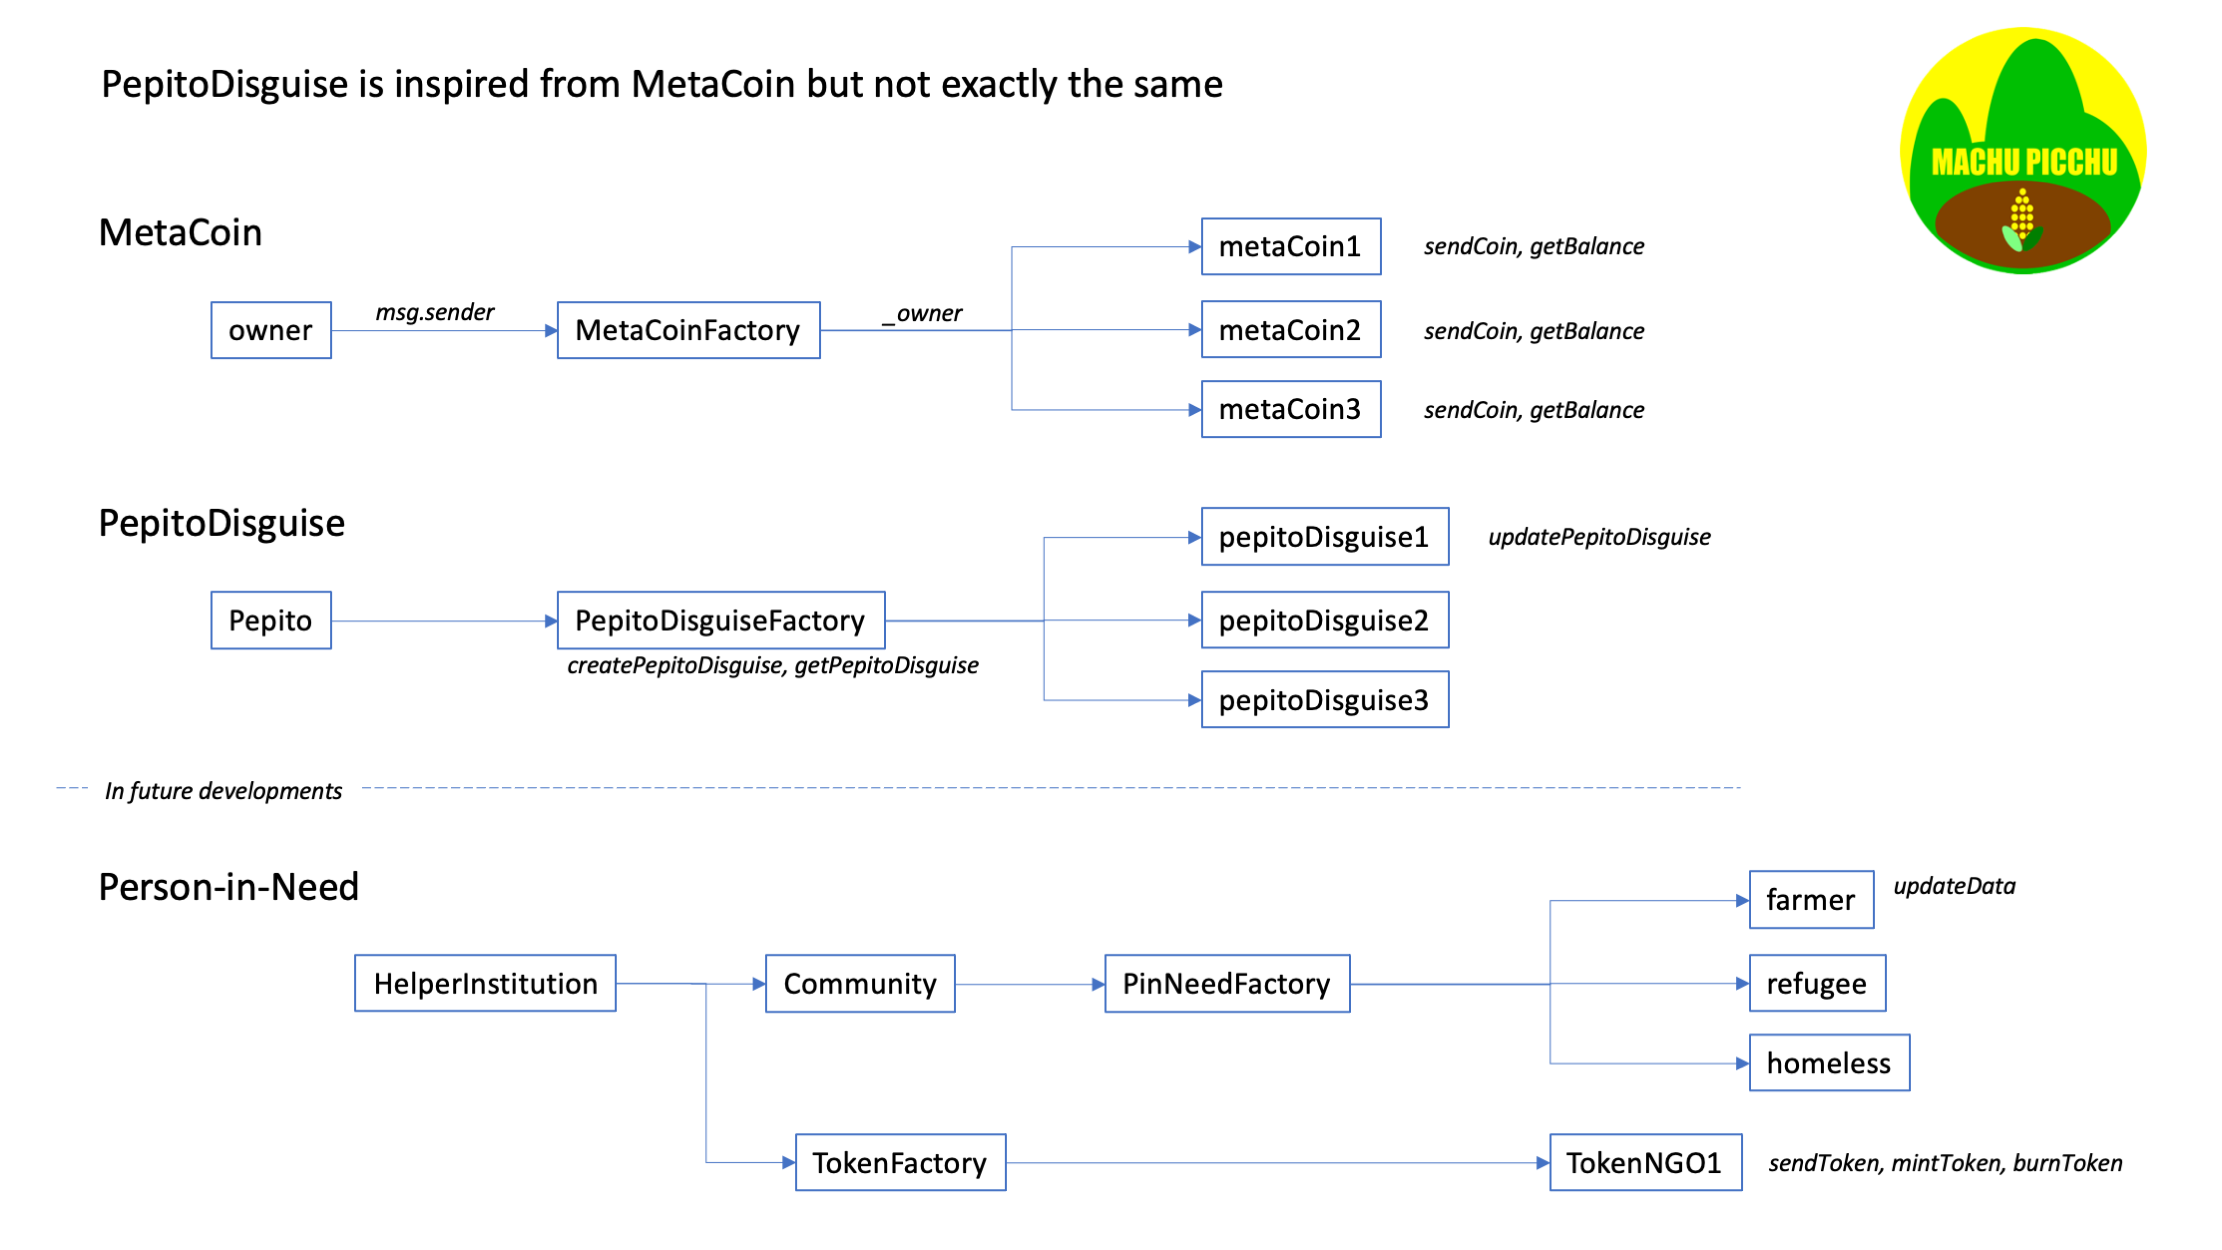 PepitoDisguise is inspired from MetaCoin but not exactly the same
MACHU PICCHU
MetaCoin
owner
msg.sender
MetaCoinFactory
_owner
metaCoin1
sendCoin, getBalance
metaCoin2
sendCoin, getBalance
metaCoin3
sendCoin, getBalance
PepitoDisguise
Pepito
PepitoDisguiseFactory
createPepitoDisguise, getPepitoDisguise
pepitoDisguise1
updatePepitoDisguise
pepitoDisguise2
pepitoDisguise3
In future developments
Person-in-Need
HelperInstitution
Community
PinNeedFactory
farmer
updateData
refugee
homeless
TokenFactory
TokenNGO1
sendToken, mintToken, burnToken